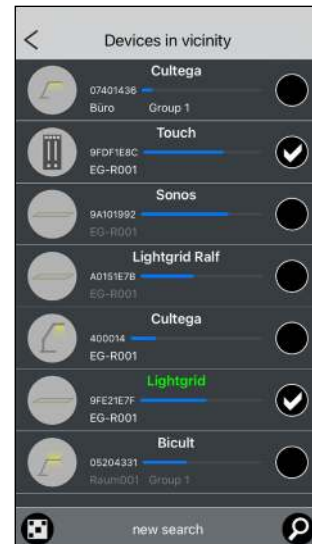 Devices in vicinity
Cultega
07401436
Büro Group 1
Touch
9FDF1E8C
EG-R001
Sonos
9A101992
EG-R001
Lightgrid Ralf
A0151E7B
EG-R001
Cultega
400014
EG-R001
Lightgrid
9FE21E7F
EG-R001
Bicult
05204331
Raum001 Group 1
new search